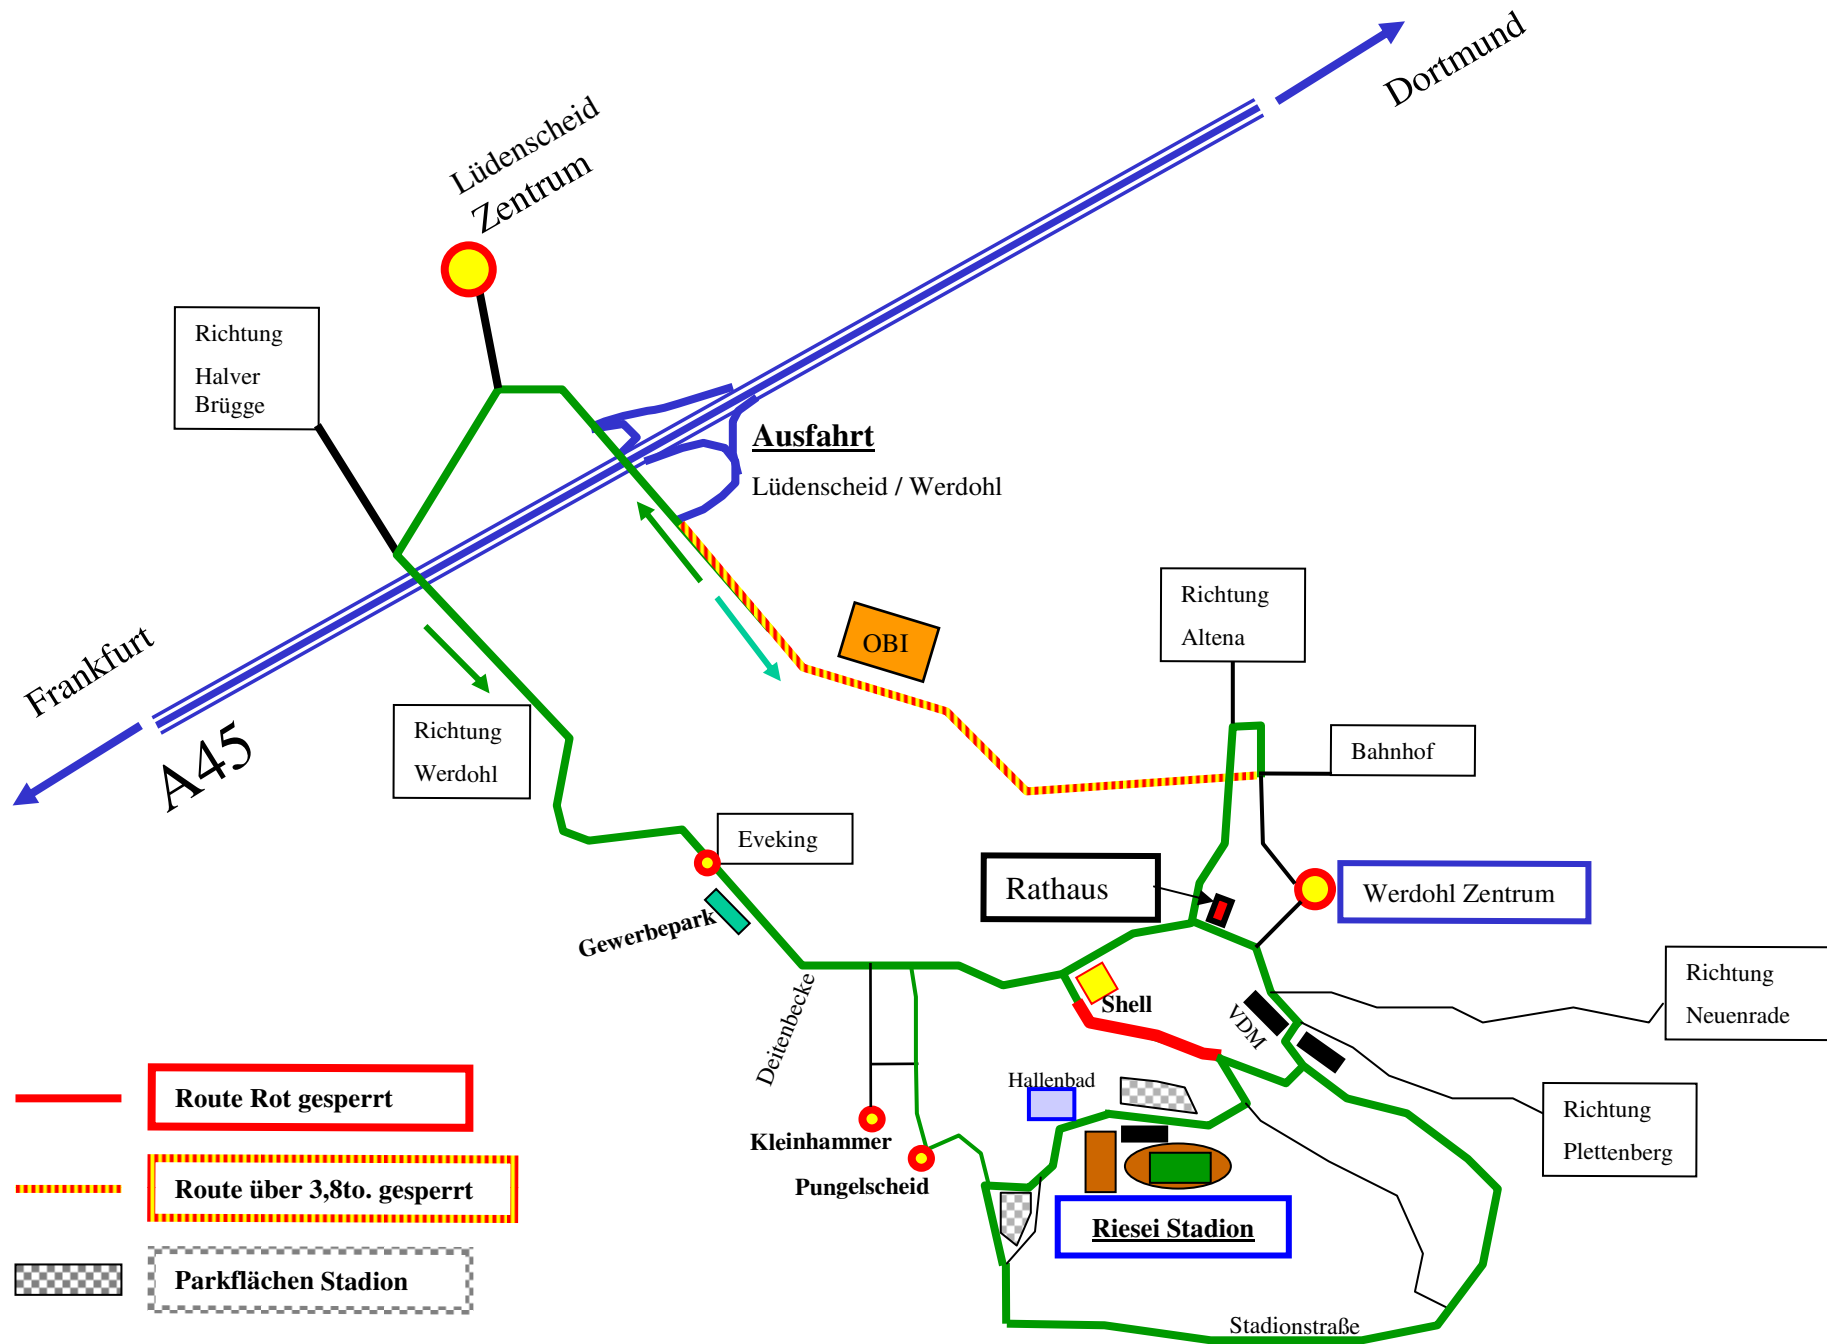 Dortmund
Lüdenscheid
Zentrum
Richtung
Halver
Brügge
Ausfahrt
Lüdenscheid / Werdohl
Richtung
Altena
OBI
Frankfurt
A45
Richtung
Werdohl
Bahnhof
Eveking
Rathaus
Werdohl Zentrum
Gewerbepark
Richtung
Neuenrade
Shell
VDM
Deitenbecke
Hallenbad
Route Rot gesperrt
Richtung
Plettenberg
Kleinhammer
Pungelscheid
Route über 3,8to. gesperrt
Riesei Stadion
Parkflächen Stadion
Stadionstraße